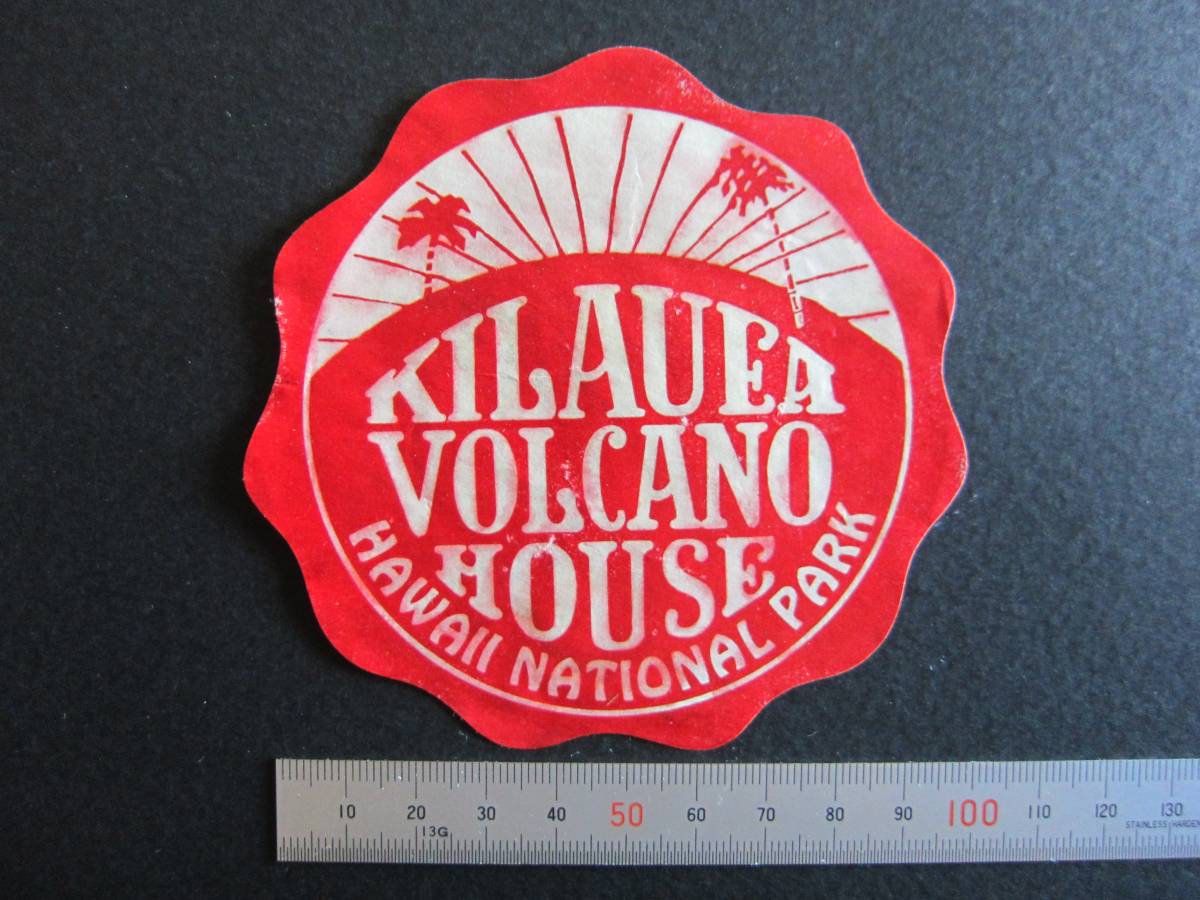 KILAUEA
VOLCANO
HOUSE
HAWAII NATIONAL PARK
10 20 30 40 50 60 70 80 90 100 110 120 130
13G
STAINLESS